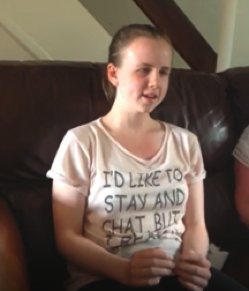 I'D LIKE TO
STAY AND
CHAT BUT